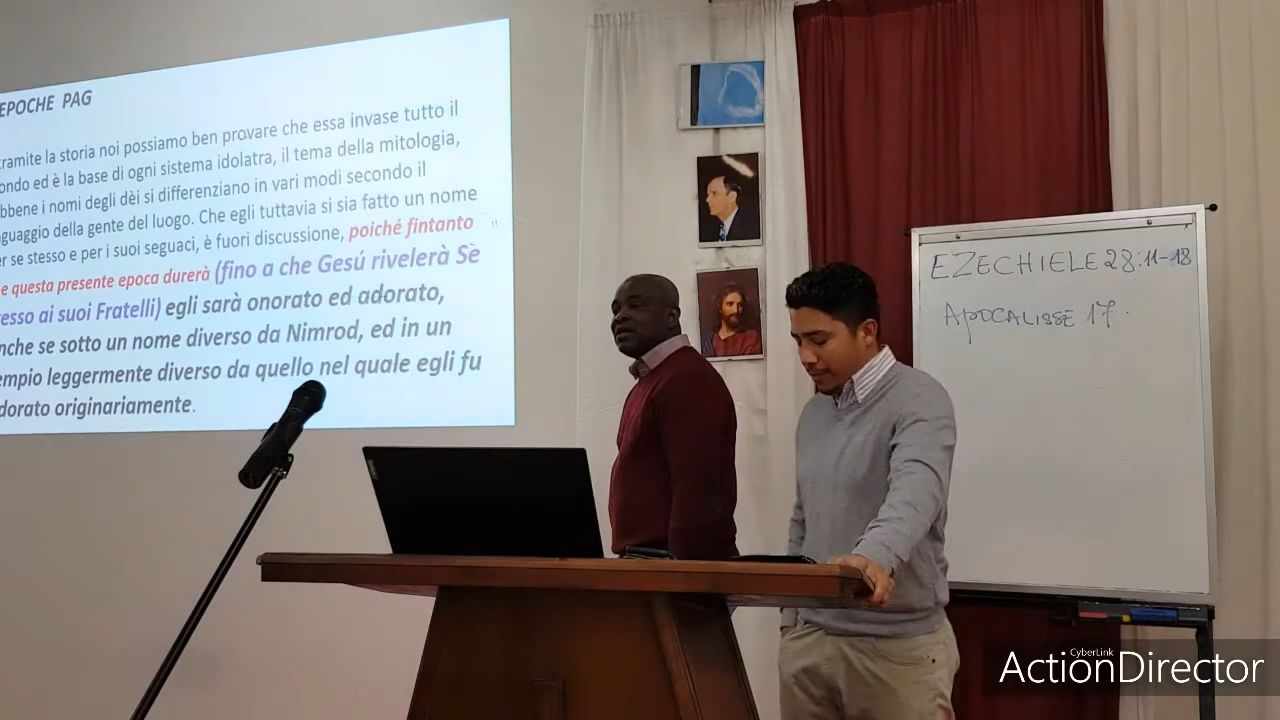 EPOCHE PAG
tramite la storia noi possiamo ben provare che essa invase tutto il
ondo ed è la base di ogni sistema idolatra, il tema della mitologia,
bbene i nomi degli dèi si differenziano in vari modi secondo il
guaggio della gente del luogo. Che egli tuttavia si sia fatto un nome
er se stesso e per i suoi seguaci, è fuori discussione, poiché fintanto
e questa presente epoca durerà (fino a che Gesú rivelerà Se
esso ai suoi Fratelli) egli sarà onorato ed adorato,
nche se sotto un nome diverso da Nimrod, ed in un
empio leggermente diverso da quello nel quale egli fu
dorato originariamente.
EZECHIELE 28:11-18
APOCALISSE 17.
CyberLink
ActionDirector